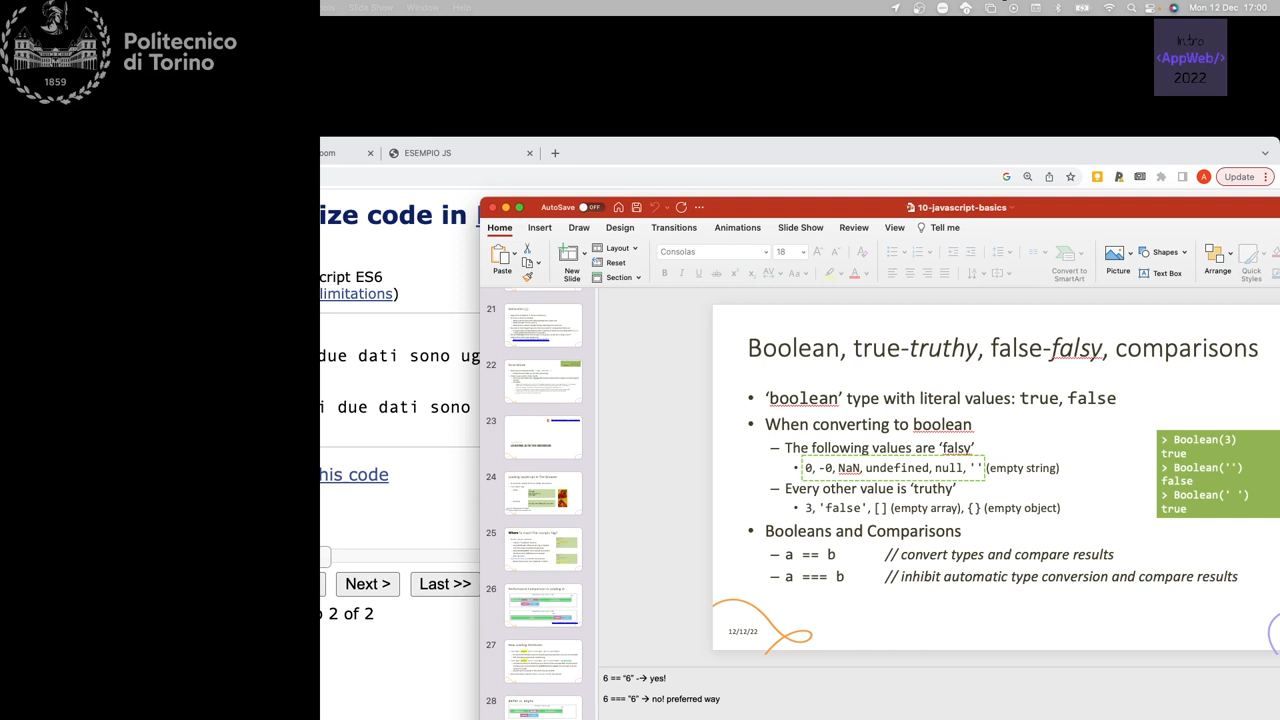 Slide Show Window Help
Mon 12 Dec 17:00
Politecnico
di Torino
1859
Intro
<AppWeb/>
2022
oom
ESEMPIO JS
Update
ize code in
AutoSave OFF
10-javascript-basics
Home Insert Draw Design Transitions Animations Slide Show Review View Tell me
Paste
New
Slide
Layout
Reset
Section
Consolas
18
Convert to
SmartArt
Picture
Shapes
Text Box
Arrange
Quick
Styles
cript ES6
limitations)
due dati sono ug
i due dati sono
his code
Next >
Last >>
2 of 2
21
22
23
24
25
26
27
28
Boolean, true-truthy, false-falsy, comparisons
• ‘boolean’ type with literal values: true, false
• When converting to boolean
– The following values are ‘falsy’
• 0, -0, NaN, undefined, null, '' (empty string)
– Every other value is ‘truthy’
3, 'false', [] (empty array), {} (empty object)
• Booleans and Comparisons
– a == b // convert types and compare results
– a === b // inhibit automatic type conversion and compare results
> Boolean(3)
true
> Boolean('')
false
> Boolean(' ')
true
12/12/22
6 == “6” -→ yes!
6 === “6” → no! preferred way